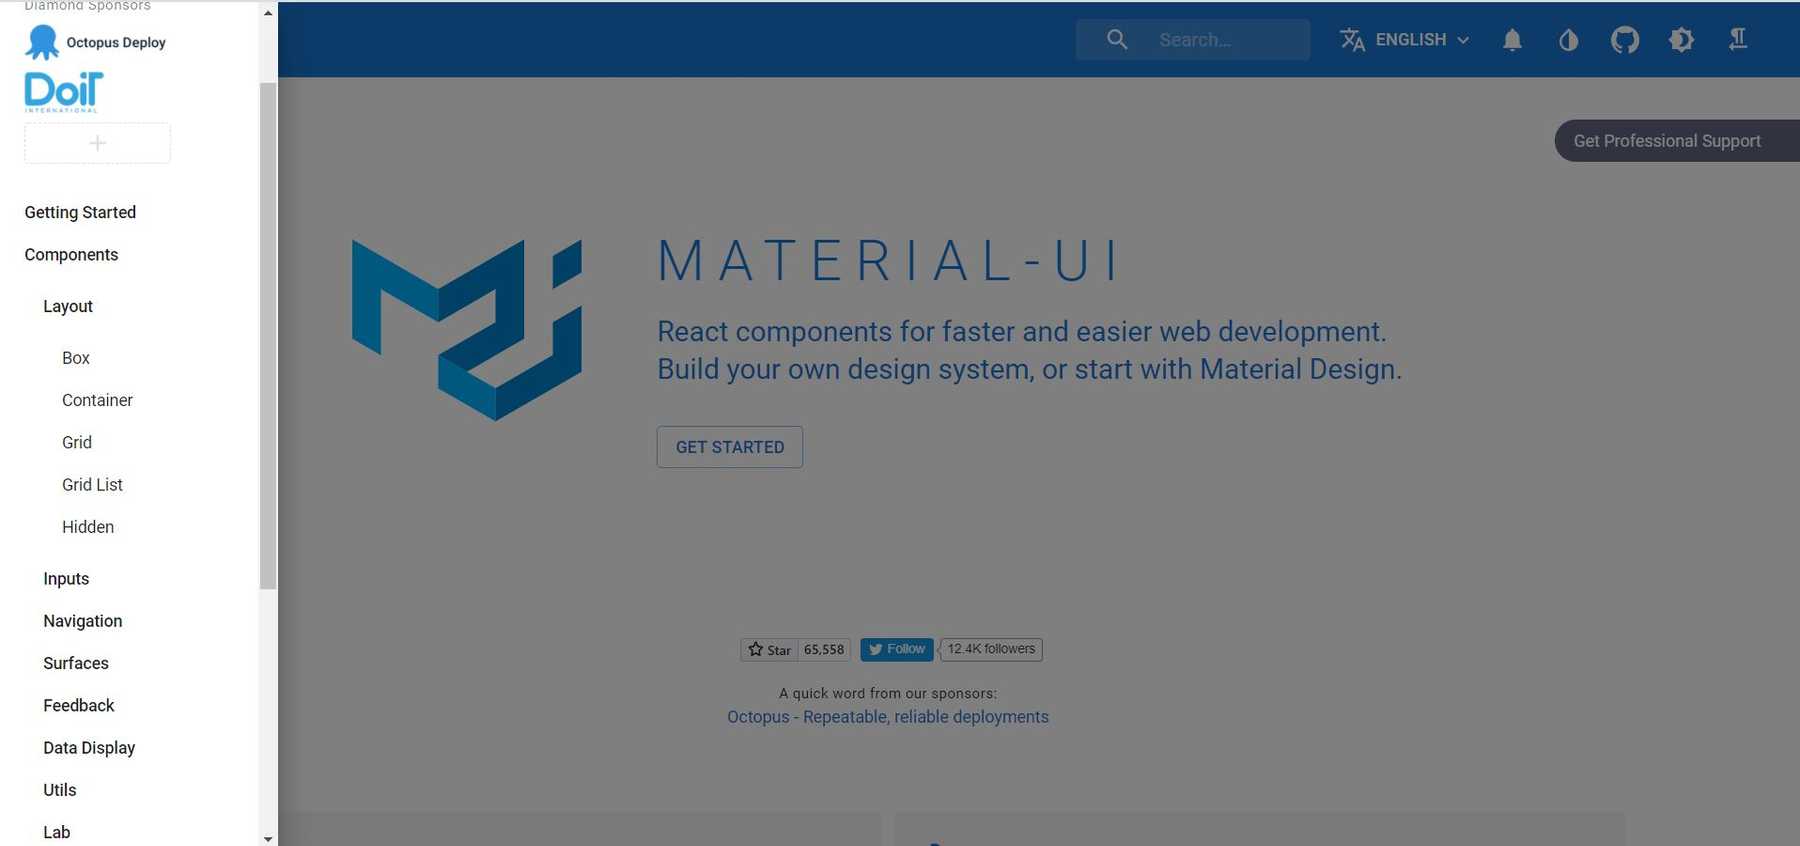 Diamond Sponsors
Octopus Deploy
DoiT
INTERNATIONAL
Getting Started
Components
Layout
Box
Container
Grid
Grid List
Hidden
Inputs
Navigation
Surfaces
Feedback
Data Display
Utils
Lab
Search…
ENGLISH
Get Professional Support
MATERIAL-UI
React components for faster and easier web development.
Build your own design system, or start with Material Design.
GET STARTED
Star 65,558 Follow 12.4K followers
A quick word from our sponsors:
Octopus - Repeatable, reliable deployments